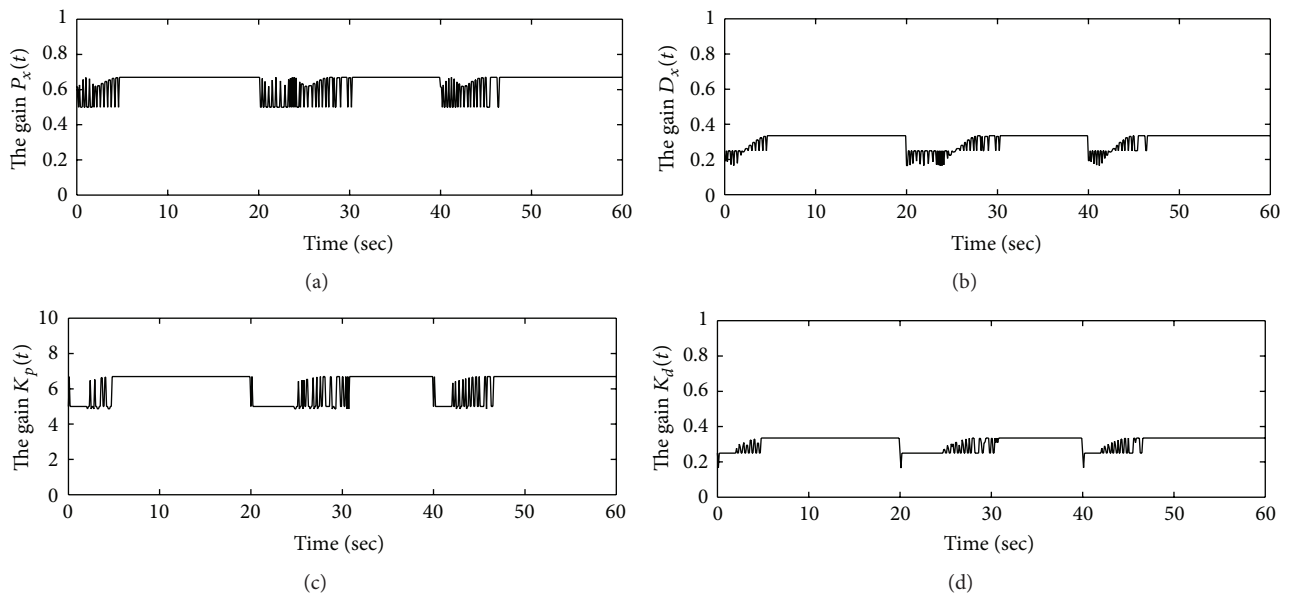 1
0.8
0.6
0.4
0.2
0
The gain P_x(t)
0 10 20 30 40 50 60
Time (sec)
(a)
1
0.8
0.6
0.4
0.2
0
The gain D_x(t)
0 10 20 30 40 50 60
Time (sec)
(b)
10
8
6
4
2
0
The gain K_p(t)
0 10 20 30 40 50 60
Time (sec)
(c)
1
0.8
0.6
0.4
0.2
0
The gain K_d(t)
0 10 20 30 40 50 60
Time (sec)
(d)